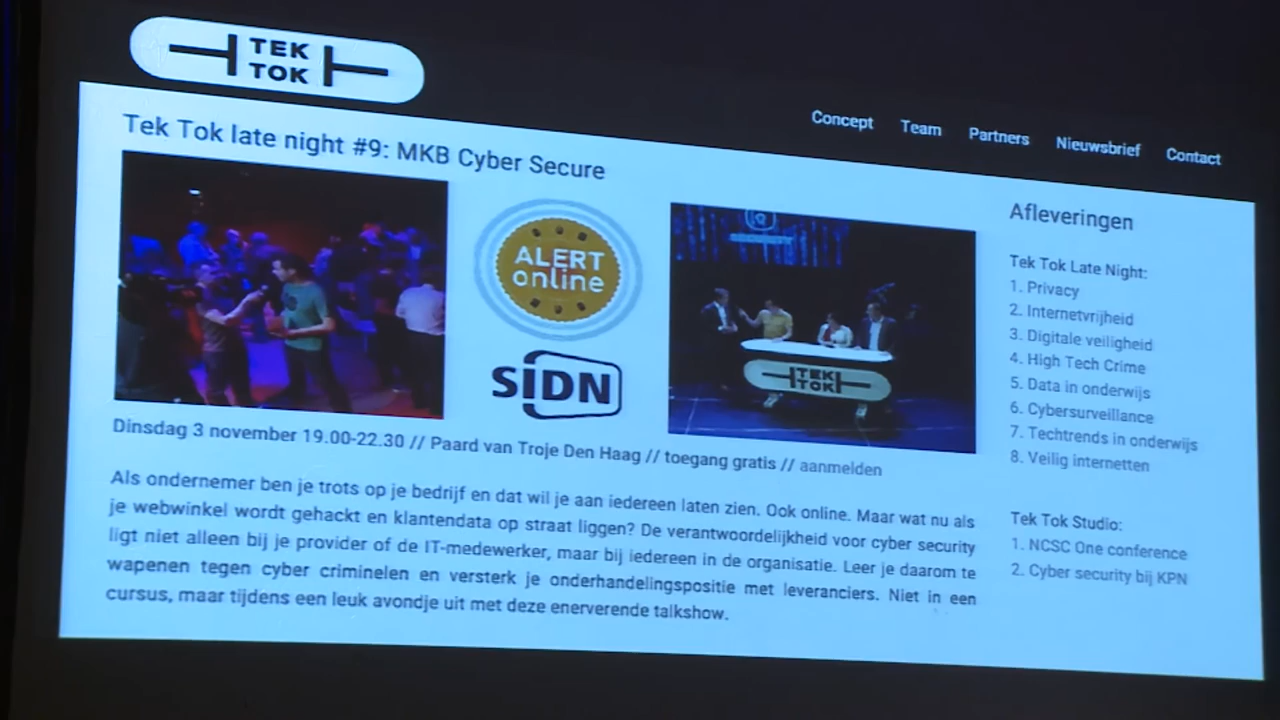 TEK
TOK
Concept Team Partners Nieuwsbrief Contact
Tek Tok late night #9: MKB Cyber Secure
ALERT
online
SIDN
SECURITY
TEK
TOK
Dinsdag 3 november 19.00-22.30 // Paard van Troje Den Haag // toegang gratis // aanmelden
Als ondernemer ben je trots op je bedrijf en dat wil je aan iedereen laten zien. Ook online. Maar wat nu als
je webwinkel wordt gehackt en klantendata op straat liggen? De verantwoordelijkheid voor cyber security
ligt niet alleen bij je provider of de IT-medewerker, maar bij iedereen in de organisatie. Leer je daarom te
wapenen tegen cyber criminelen en versterk je onderhandelingspositie met leveranciers. Niet in een
cursus, maar tijdens een leuk avondje uit met deze enerverende talkshow.
Afleveringen
Tek Tok Late Night:
1. Privacy
2. Internetvrijheid
3. Digitale veiligheid
4. High Tech Crime
5. Data in onderwijs
6. Cybersurveillance
7. Techtrends in onderwijs
8. Veilig internetten
Tek Tok Studio:
1. NCSC One conference
2. Cyber security bij KPN